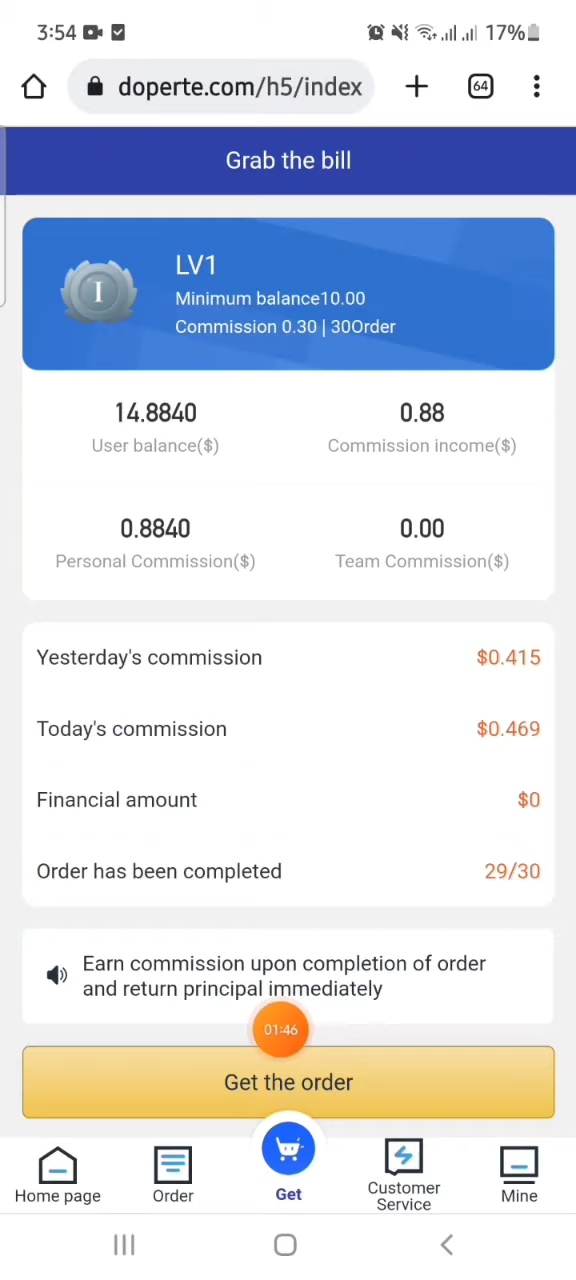 3:54
17%
doperte.com/h5/index
64
Grab the bill
I
LV1
Minimum balance10.00
Commission 0.30 | 30Order
14.8840
0.88
User balance($)
Commission income($)
0.8840
0.00
Personal Commission($)
Team Commission($)
Yesterday's commission
$0.415
Today's commission
$0.469
Financial amount
$0
Order has been completed
29/30
Earn commission upon completion of order
and return principal immediately
01:46
Get the order
Home page
Order
Get
Customer
Service
Mine